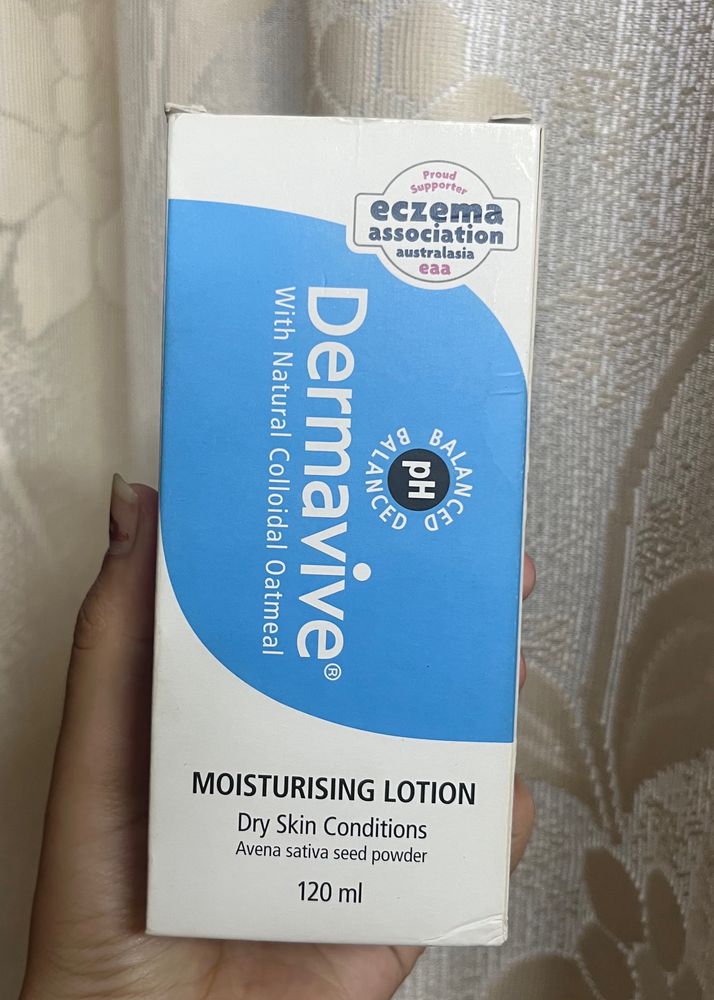 Proud
Supporter
eczema
association
australasia
eaa
Dermavive®
With Natural Colloidal Oatmeal
BALANCED
pH
BALANCED
MOISTURISING LOTION
Dry Skin Conditions
Avena sativa seed powder
120 ml